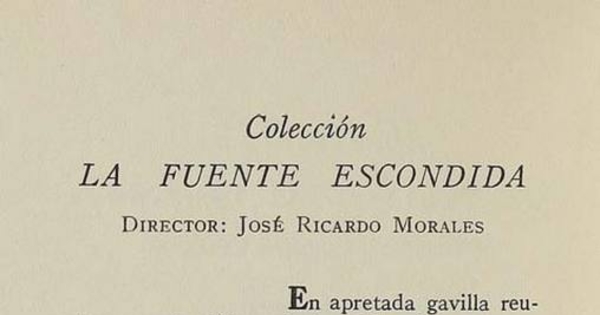 Colección
LA FUENTE ESCONDIDA
DIRECTOR: JOSÉ RICARDO MORALES
En apretada gavilla reu-